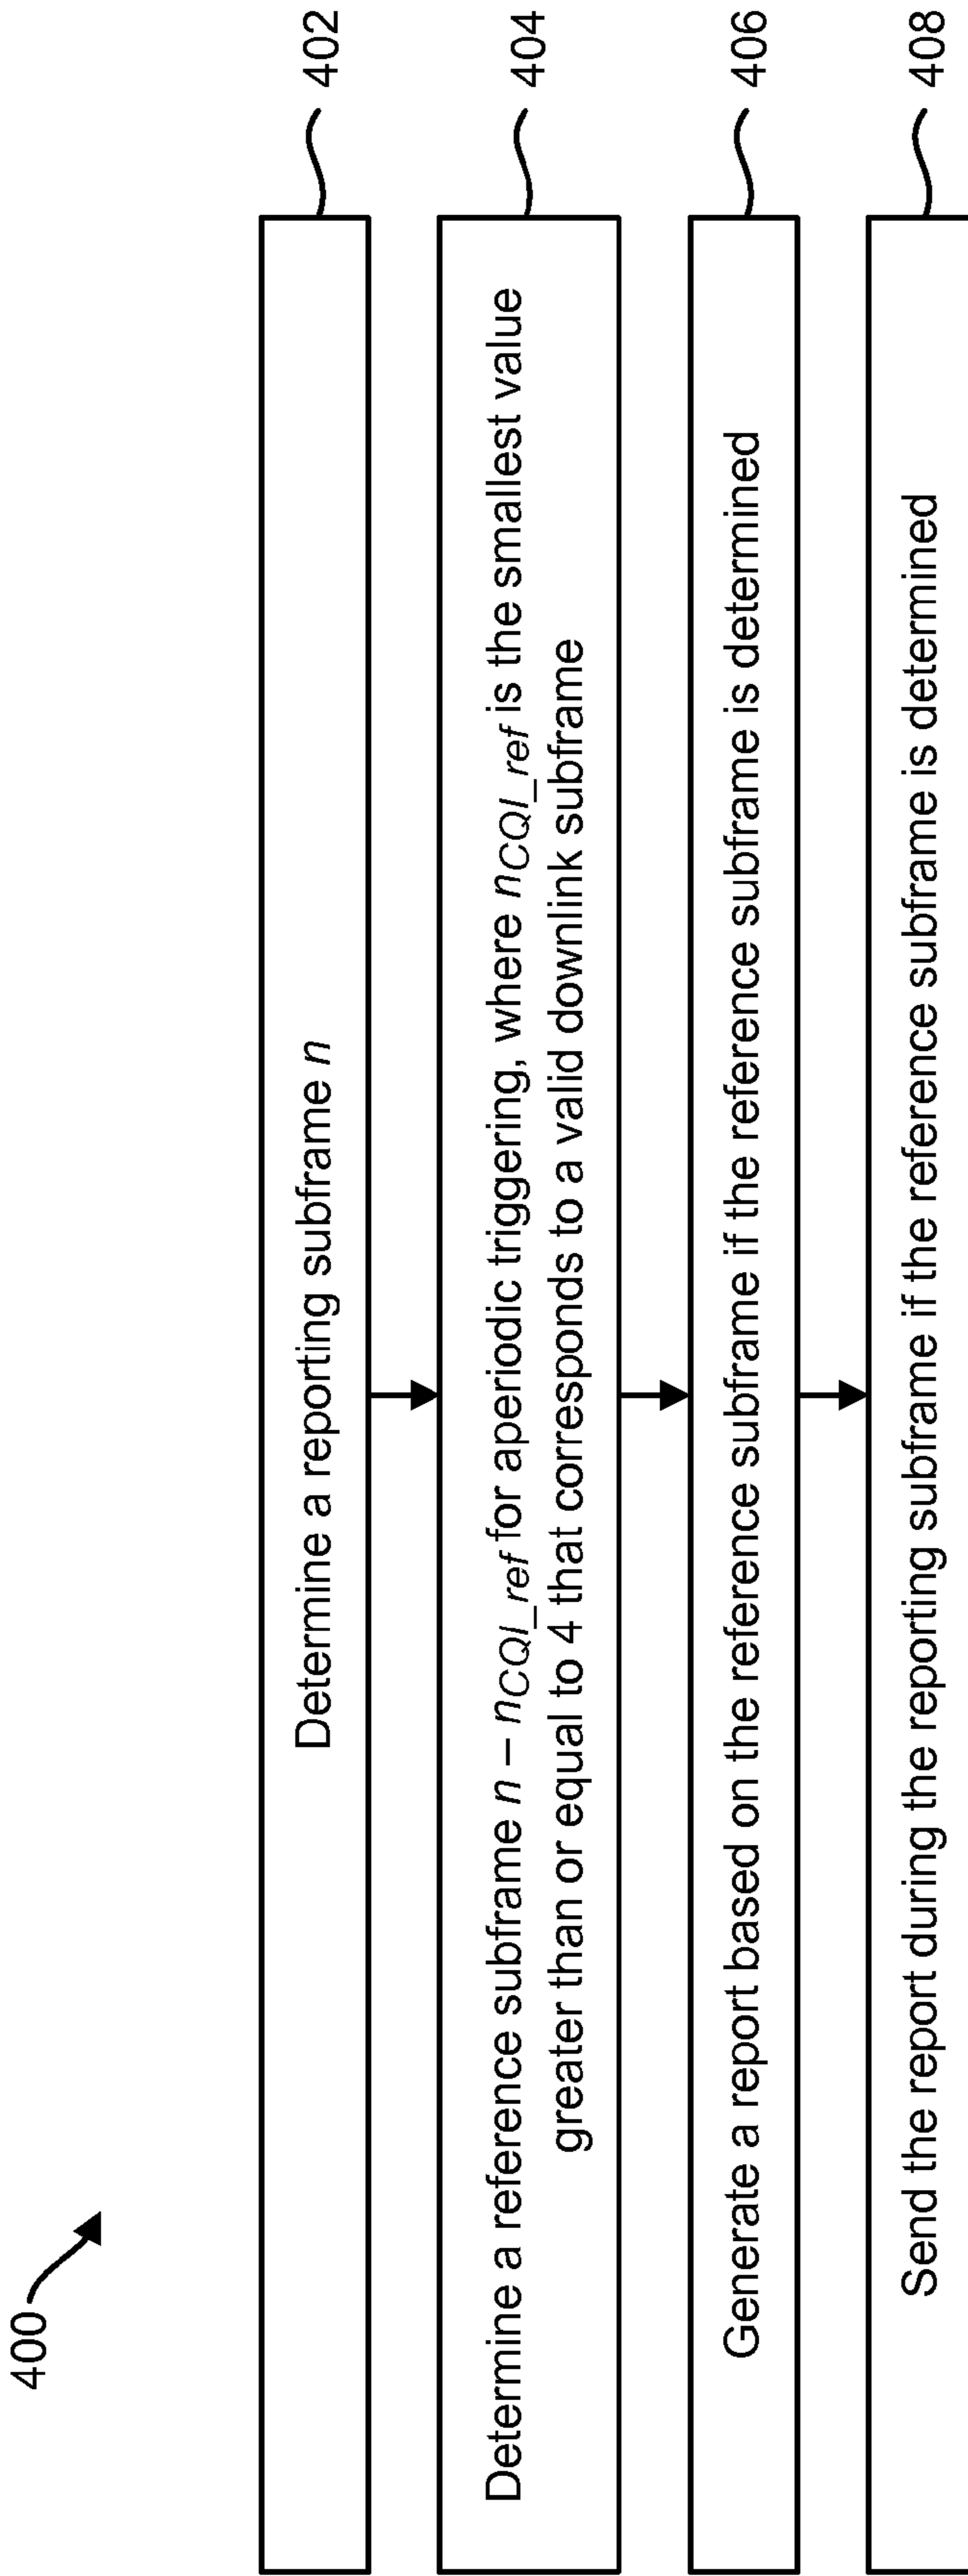 400
Determine a reporting subframe n
402
Determine a reference subframe n – nCQI_ref for aperiodic triggering, where nCQI_ref is the smallest value
greater than or equal to 4 that corresponds to a valid downlink subframe
404
Generate a report based on the reference subframe if the reference subframe is determined
406
Send the report during the reporting subframe if the reference subframe is determined
408